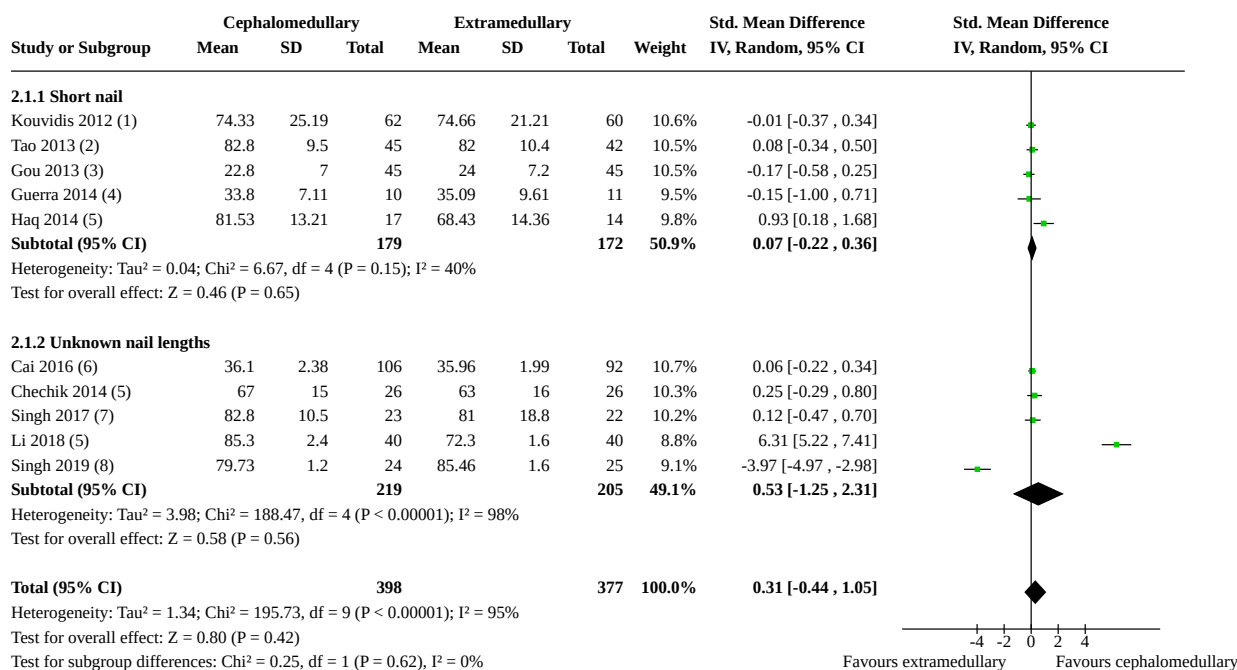 Cephalomedullary Extramedullary Std. Mean Difference Std. Mean Difference
Study or Subgroup Mean SD Total Mean SD Total Weight IV, Random, 95% CI IV, Random, 95% CI
2.1.1 Short nail
Kouvidis 2012 (1) 74.33 25.19 62 74.66 21.21 60 10.6% -0.01 [-0.37 , 0.34]
Tao 2013 (2) 82.8 9.5 45 82 10.4 42 10.5% 0.08 [-0.34 , 0.50]
Gou 2013 (3) 22.8 7 45 24 7.2 45 10.5% -0.17 [-0.58 , 0.25]
Guerra 2014 (4) 33.8 7.11 10 35.09 9.61 11 9.5% -0.15 [-1.00 , 0.71]
Haq 2014 (5) 81.53 13.21 17 68.43 14.36 14 9.8% 0.93 [0.18 , 1.68]
Subtotal (95% CI) 179 172 50.9% 0.07 [-0.22 , 0.36]
Heterogeneity: Tau² = 0.04; Chi² = 6.67, df = 4 (P = 0.15); I² = 40%
Test for overall effect: Z = 0.46 (P = 0.65)
2.1.2 Unknown nail lengths
Cai 2016 (6) 36.1 2.38 106 35.96 1.99 92 10.7% 0.06 [-0.22 , 0.34]
Chechik 2014 (5) 67 15 26 63 16 26 10.3% 0.25 [-0.29 , 0.80]
Singh 2017 (7) 82.8 10.5 23 81 18.8 22 10.2% 0.12 [-0.47 , 0.70]
Li 2018 (5) 85.3 2.4 40 72.3 1.6 40 8.8% 6.31 [5.22 , 7.41]
Singh 2019 (8) 79.73 1.2 24 85.46 1.6 25 9.1% -3.97 [-4.97 , -2.98]
Subtotal (95% CI) 219 205 49.1% 0.53 [-1.25 , 2.31]
Heterogeneity: Tau² = 3.98; Chi² = 188.47, df = 4 (P < 0.00001); I² = 98%
Test for overall effect: Z = 0.58 (P = 0.56)
Total (95% CI) 398 377 100.0% 0.31 [-0.44 , 1.05]
Heterogeneity: Tau² = 1.34; Chi² = 195.73, df = 9 (P < 0.00001); I² = 95%
Test for overall effect: Z = 0.80 (P = 0.42)
-4 -2 0 2 4
Test for subgroup differences: Chi² = 0.25, df = 1 (P = 0.62), I² = 0% Favours extramedullary Favours cephalomedullary